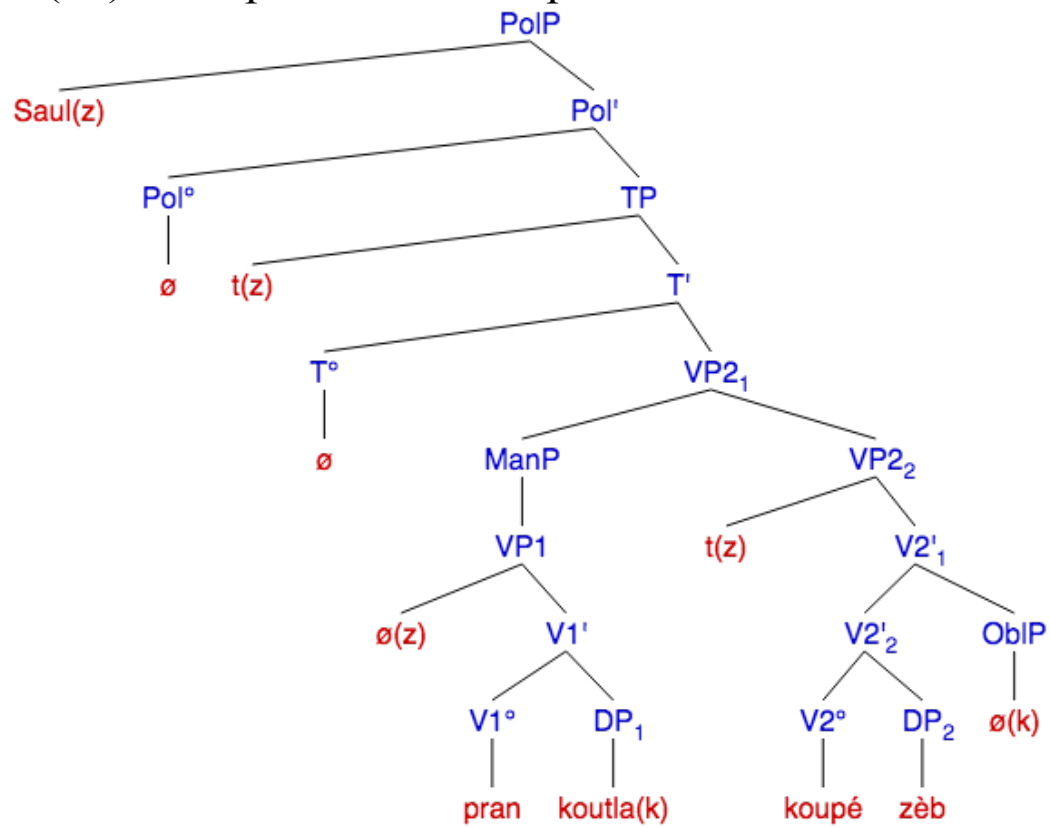 PolP
Saul(z) Pol'
Pol° TP
ø t(z) T'
T° VP2₁
ø ManP VP2₂
VP1 t(z) V2'₁
ø(z) V1' V2'₂ OblP
V1° DP₁ V2° DP₂ ø(k)
pran koutla(k) koupé zèb